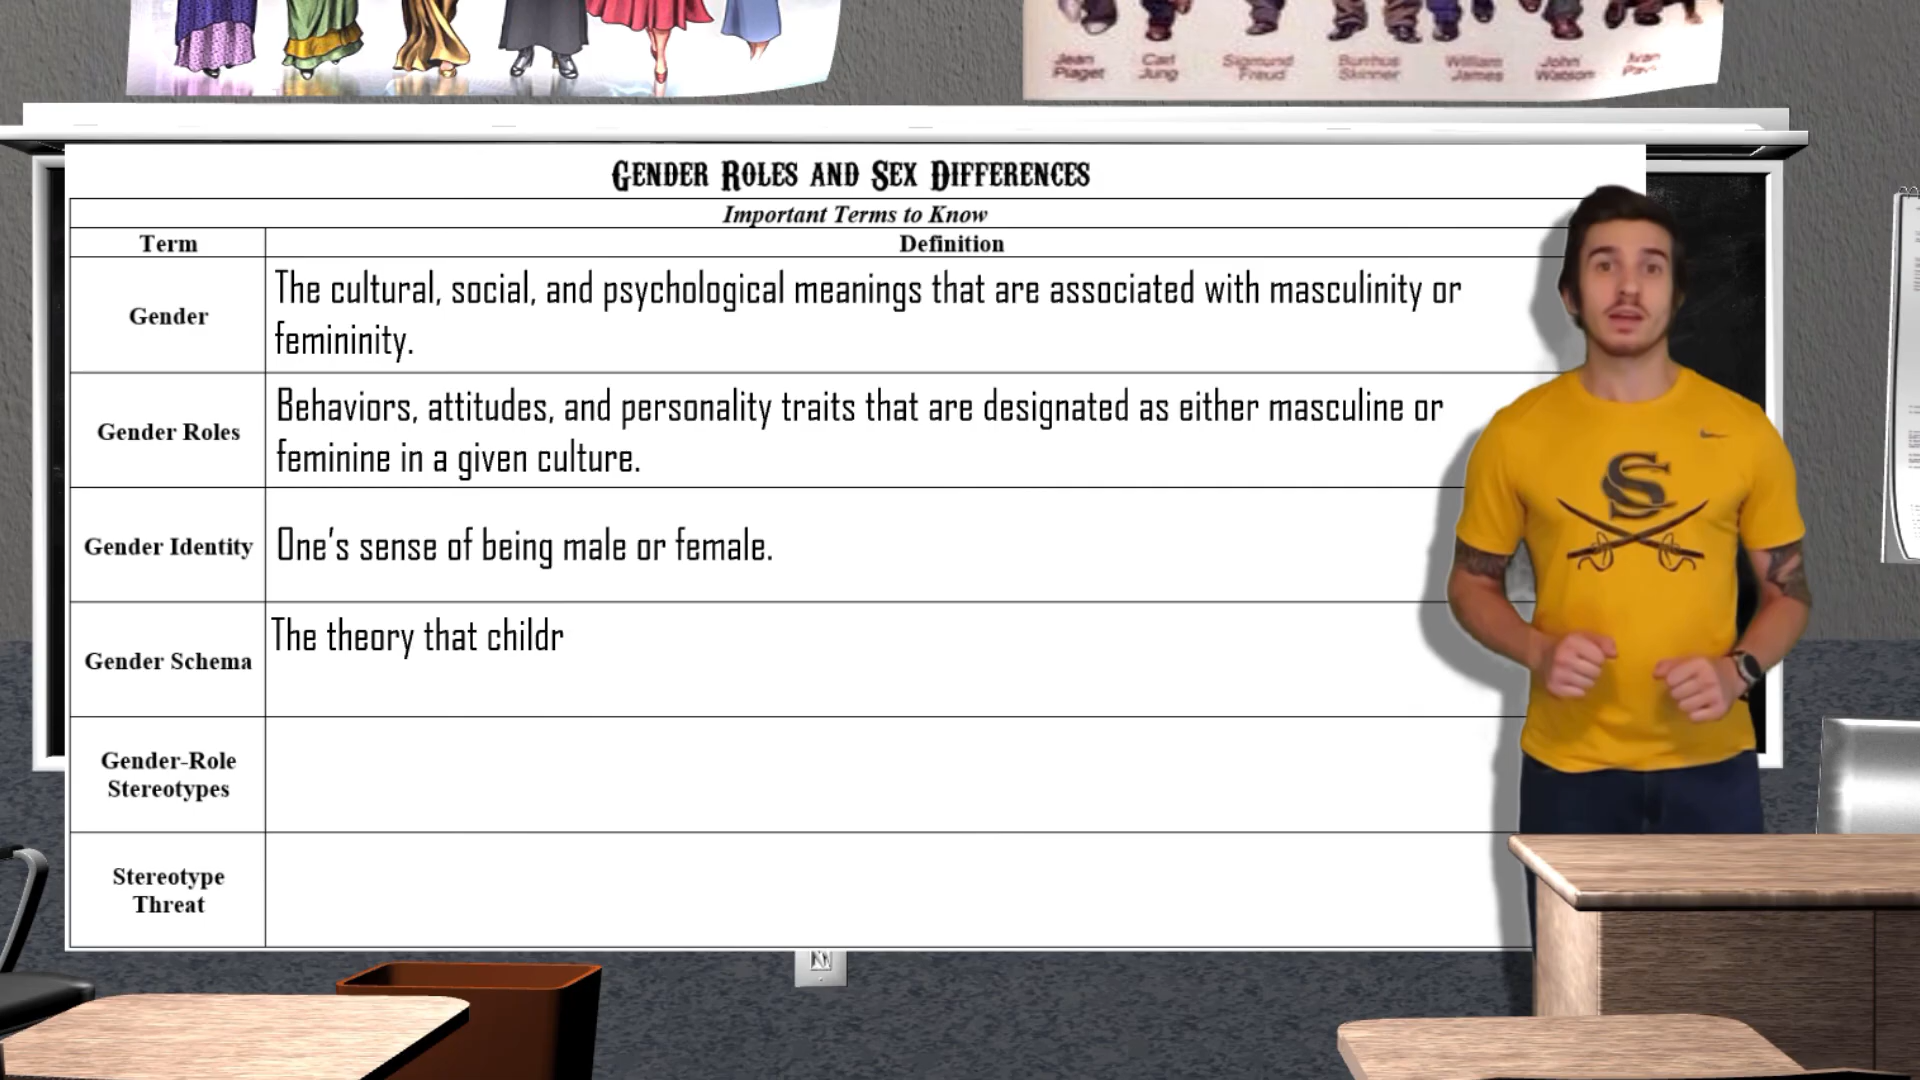 Jean Piaget
Carl Jung
Sigmund Freud
Burrhus Skinner
William James
John Watson
Ivan
GENDER ROLES AND SEX DIFFERENCES
Important Terms to Know
Term
Definition
Gender
The cultural, social, and psychological meanings that are associated with masculinity or
femininity.
Gender Roles
Behaviors, attitudes, and personality traits that are designated as either masculine or
feminine in a given culture.
Gender Identity
One's sense of being male or female.
Gender Schema
The theory that childr
Gender-Role
Stereotypes
Stereotype
Threat
SC